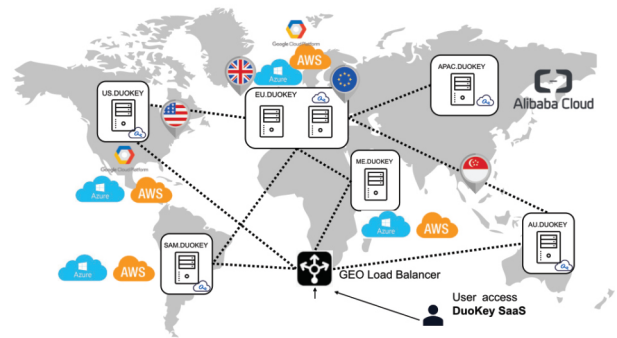 Google Cloud Platform
AWS
Azure
EU.DUOKEY
US.DUOKEY
APAC.DUOKEY
Alibaba Cloud
Google Cloud Platform
Azure
AWS
ME.DUOKEY
Azure
AWS
SAM.DUOKEY
Azure
AWS
AU.DUOKEY
GEO Load Balancer
User access
DuoKey SaaS